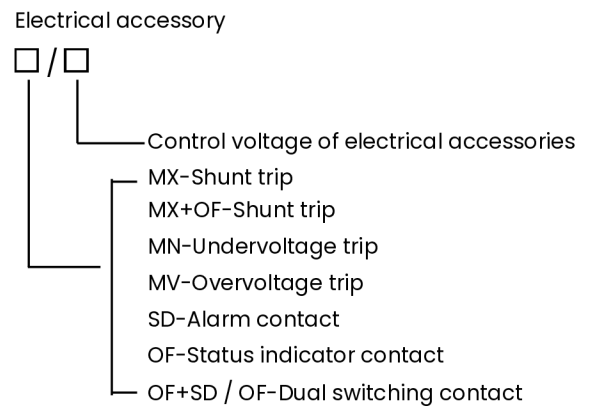 Electrical accessory
□/□
Control voltage of electrical accessories
MX-Shunt trip
MX+OF-Shunt trip
MN-Undervoltage trip
MV-Overvoltage trip
SD-Alarm contact
OF-Status indicator contact
OF+SD / OF-Dual switching contact